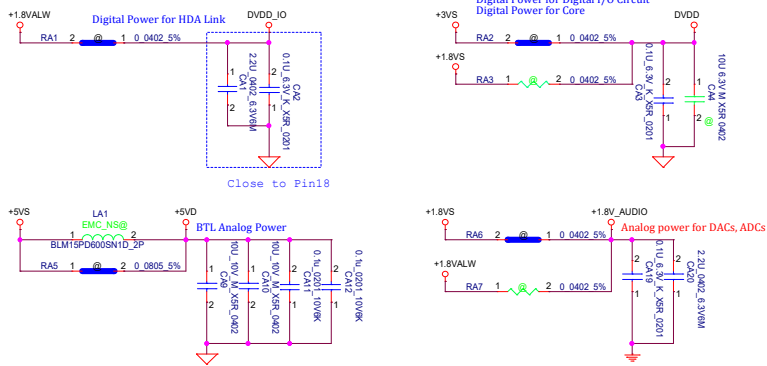 Digital Power for HDA Link
+1.8VALW
DVDD_IO
RA1 2 @ 1 0_0402_5%
1
2
2.2U_0402_6.3V6M
CA1
2
1
0.1U_6.3V_K_X5R_0201
CA2
Close to Pin18
Digital Power for Digital I/O Circuit
Digital Power for Core
+3VS
DVDD
RA2 2 @ 1 0_0402_5%
+1.8VS
RA3 1 @ 2 0_0402_5%
0.1U_6.3V_K_X5R_0201
CA3
2
1
1
2
10U 6.3V M X5R 0402
CA4
@
+5VS
LA1
+5VD
EMC_NS@
1 2
BLM15PD600SN1D_2P
BTL Analog Power
RA5 1 @ 2 0_0805_5%
1
2
10U_10V_M_X5R_0402
CA9
1
2
10U_10V_M_X5R_0402
CA10
2
1
0.1u_0201_10V6K
CA11
2
1
0.1u_0201_10V6K
CA12
+1.8VS
+1.8V_AUDIO
Analog power for DACs, ADCs
RA6 2 @ 1 0_0402_5%
+1.8VALW
RA7 1 @ 2 0_0402_5%
2
1
0.1U_6.3V_K_X5R_0201
CA19
2
1
2.2U_0402_6.3V6M
CA20